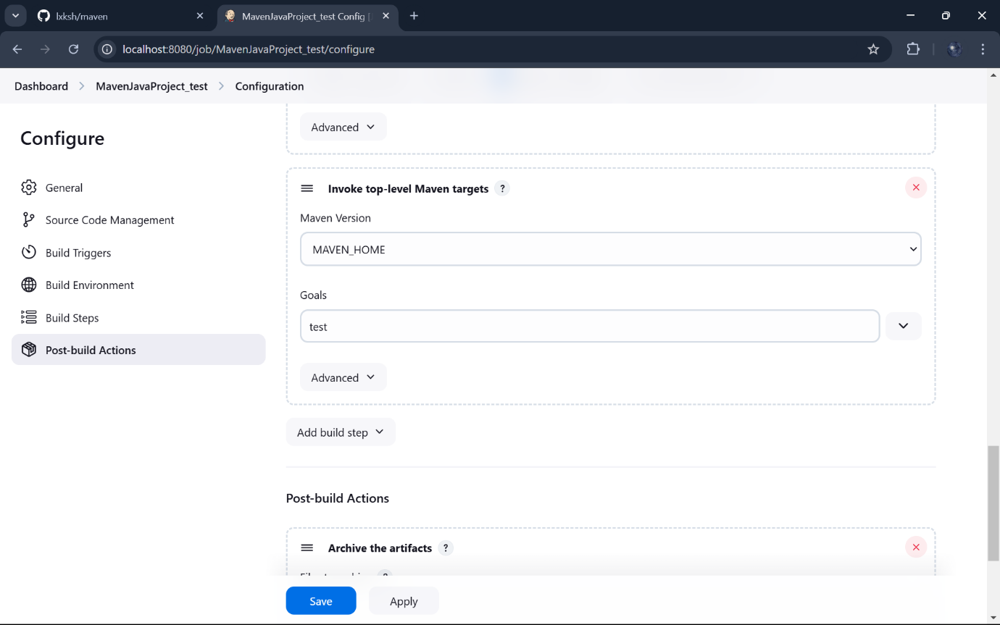 lxksh/maven
MavenJavaProject_test Config [
localhost:8080/job/MavenJavaProject_test/configure
Dashboard > MavenJavaProject_test > Configuration
Configure
General
Source Code Management
Build Triggers
Build Environment
Build Steps
Post-build Actions
Advanced
Invoke top-level Maven targets ?
Maven Version
MAVEN_HOME
Goals
test
Advanced
Add build step
Post-build Actions
Archive the artifacts ?
Save
Apply